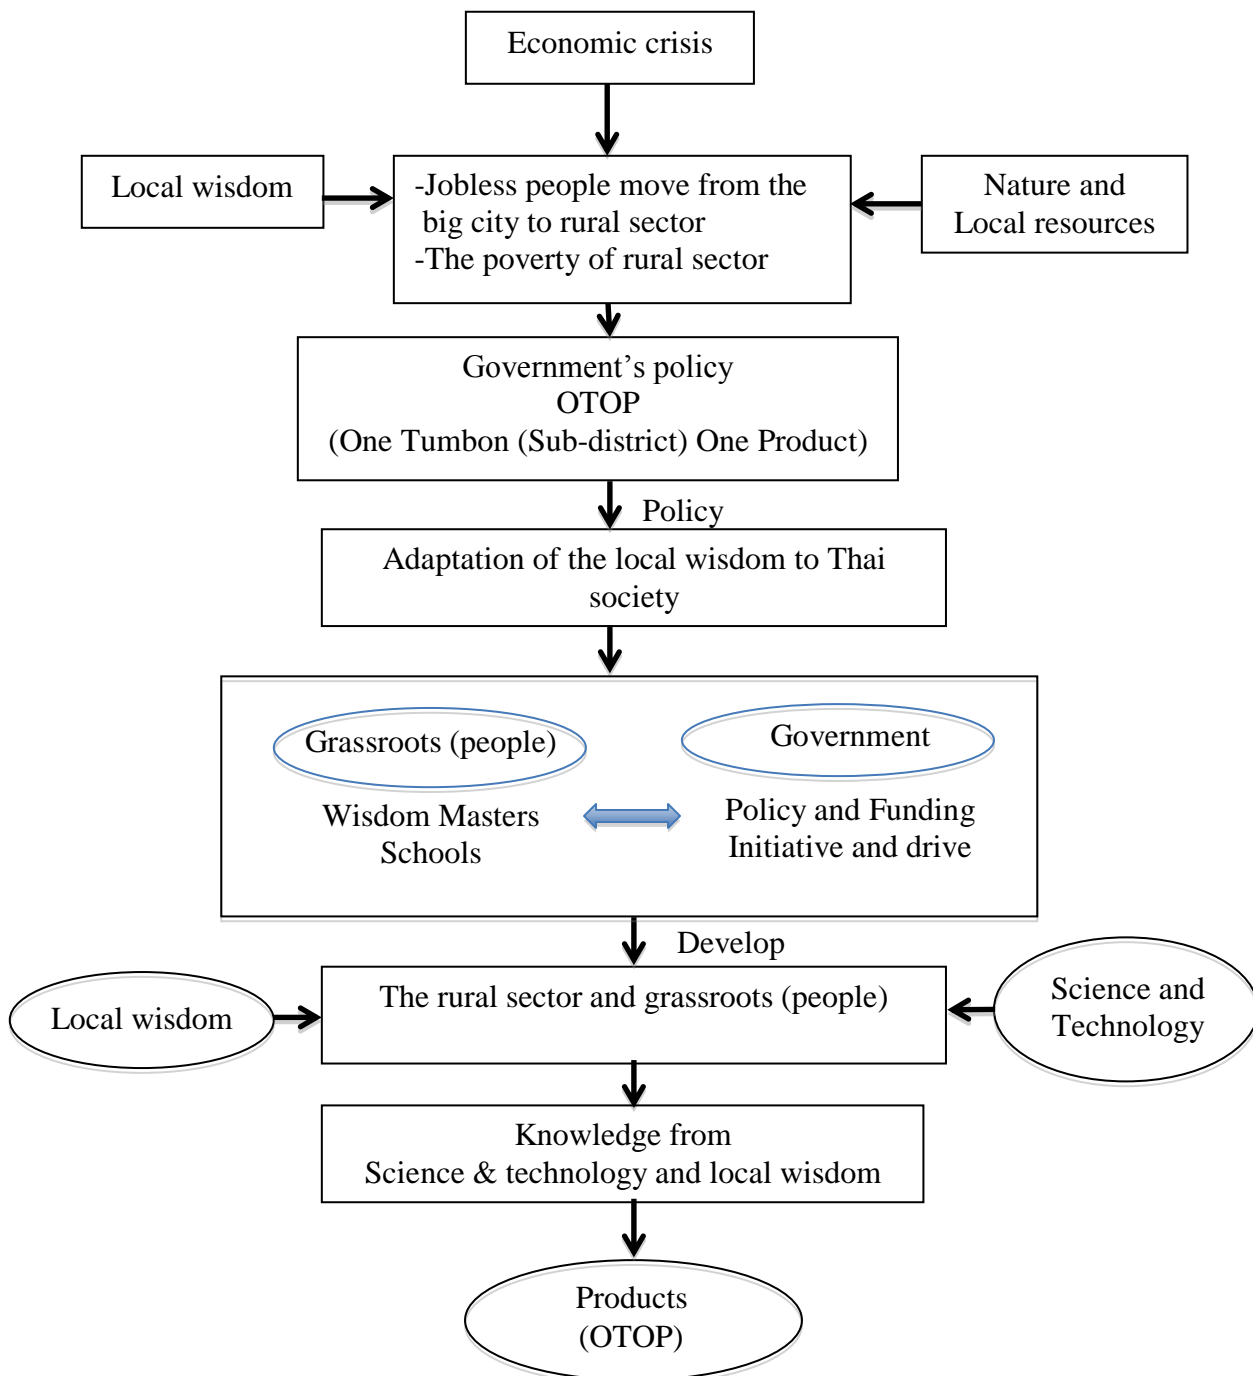 Economic crisis
Local wisdom
-Jobless people move from the
big city to rural sector
-The poverty of rural sector
Nature and
Local resources
Government’s policy
OTOP
(One Tumbon (Sub-district) One Product)
Policy
Adaptation of the local wisdom to Thai
society
Grassroots (people)
Government
Wisdom Masters
Schools
Policy and Funding
Initiative and drive
Develop
Local wisdom
The rural sector and grassroots (people)
Science and
Technology
Knowledge from
Science & technology and local wisdom
Products
(OTOP)